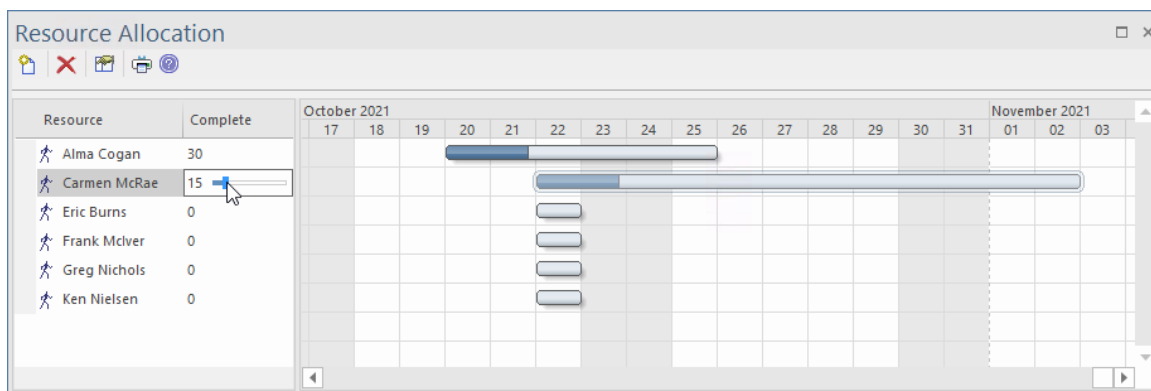 Resource Allocation
Resource Complete
October 2021 November 2021
17 18 19 20 21 22 23 24 25 26 27 28 29 30 31 01 02 03
Alma Cogan 30
Carmen McRae 15
Eric Burns 0
Frank McIver 0
Greg Nichols 0
Ken Nielsen 0